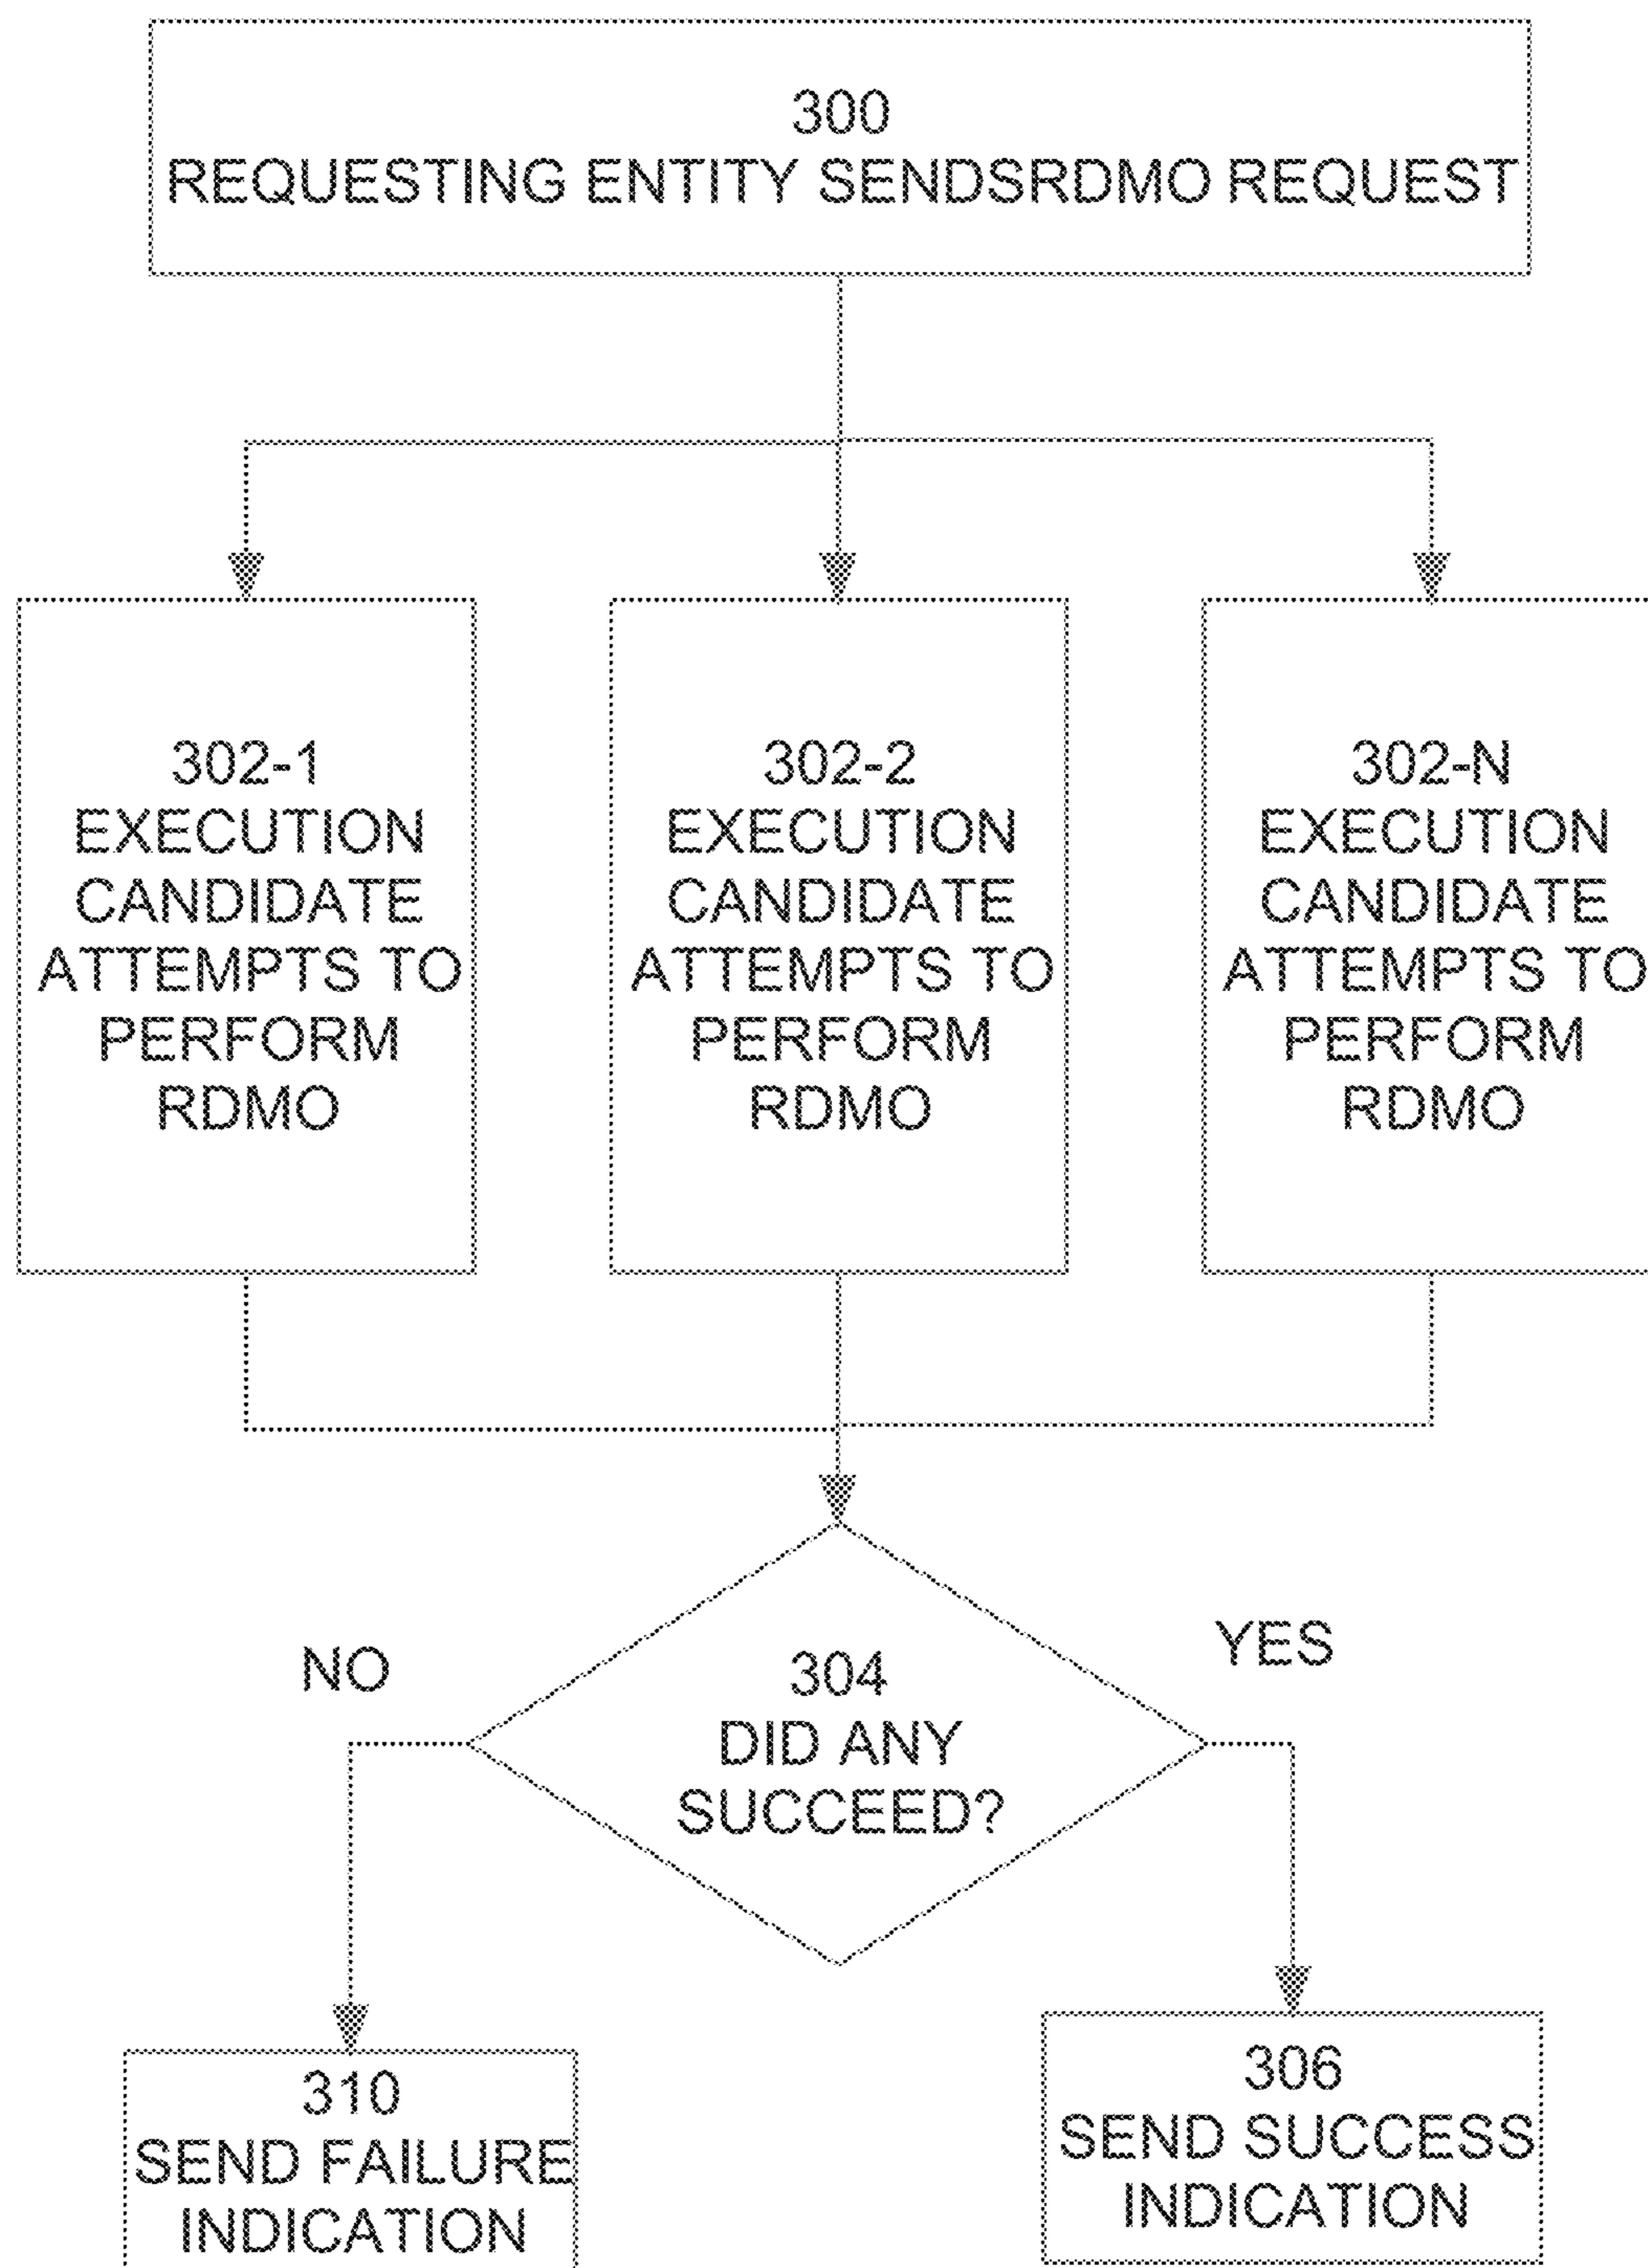 300
REQUESTING ENTITY SENDSRDMO REQUEST
302-1
EXECUTION
CANDIDATE
ATTEMPTS TO
PERFORM
RDMO
302-2
EXECUTION
CANDIDATE
ATTEMPTS TO
PERFORM
RDMO
302-N
EXECUTION
CANDIDATE
ATTEMPTS TO
PERFORM
RDMO
NO
304
DID ANY
SUCCEED?
YES
310
SEND FAILURE
INDICATION
306
SEND SUCCESS
INDICATION